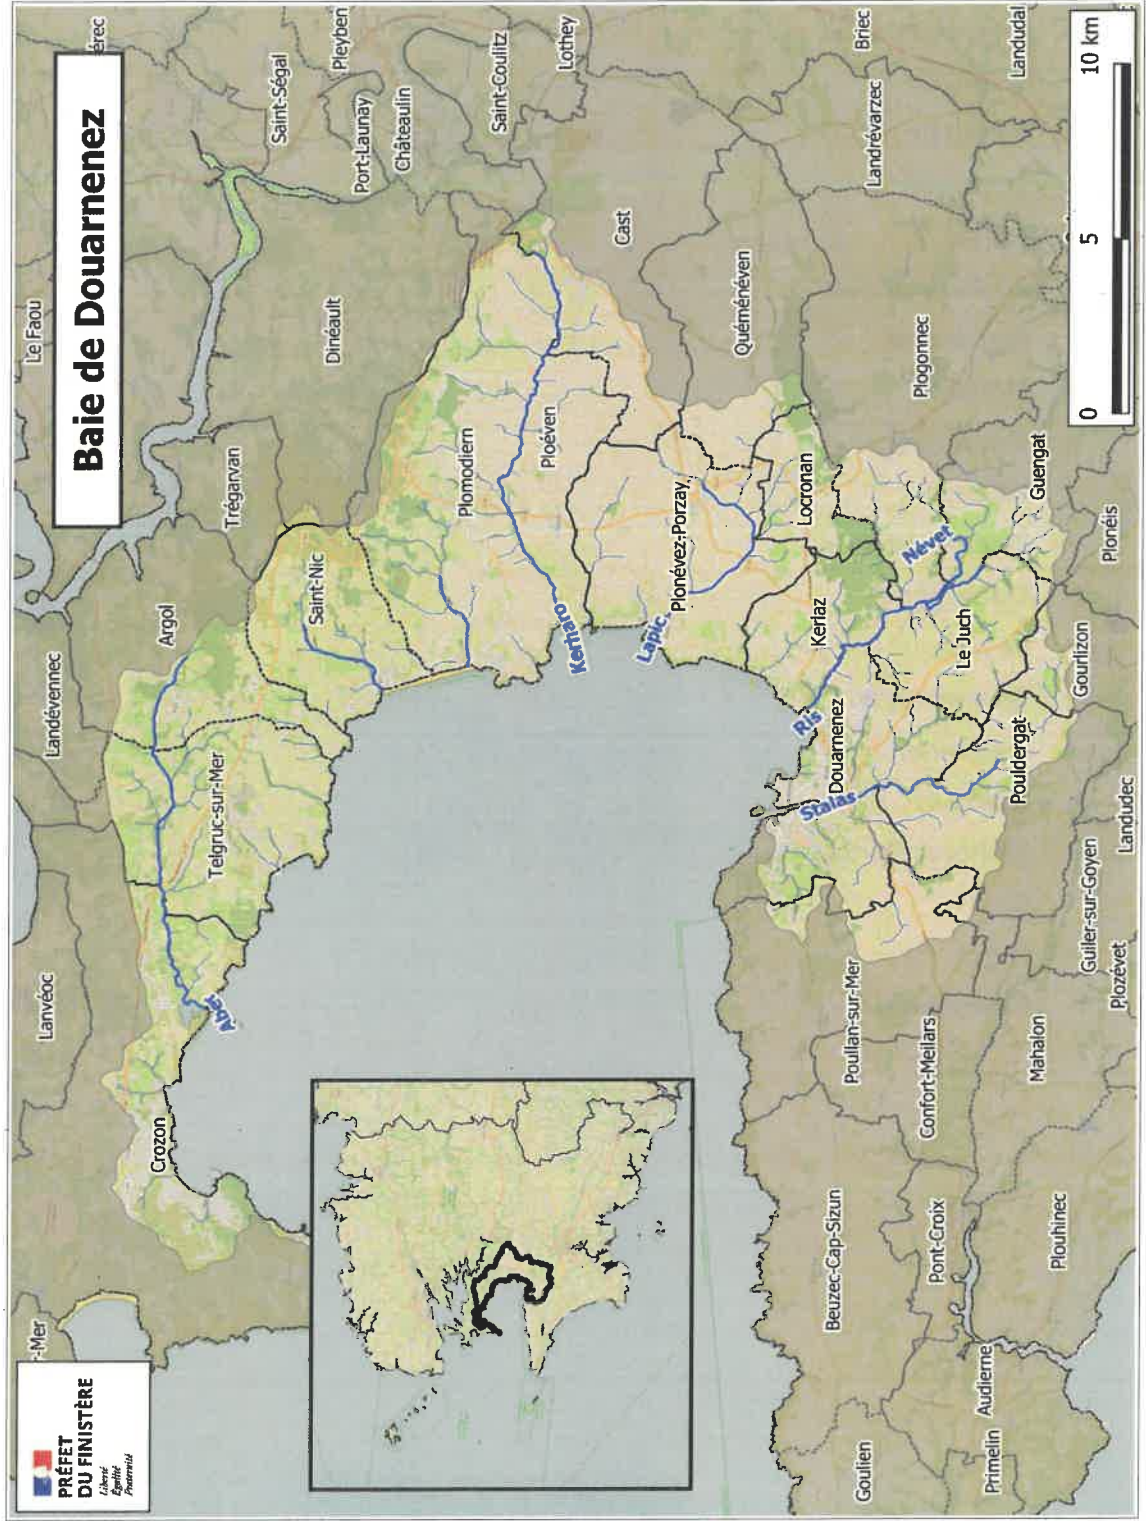 Baie de Douarnenez
PRÉFET
DU FINISTÈRE
Liberté
Égalité
Fraternité
r-Mer
Lanvéoc
Landévennec
Le Faou
érec
Argol
Trégarvan
Dinéault
Saint-Ségal
Pleyben
Port-Launay
Châteaulin
Saint-Coulitz
Lothey
Crozon
Aber
Telgruc-sur-Mer
Saint-Nic
Plomodiern
Ploéven
Kerharo
Cast
Lapic
Plonévez-Porzay
Quéménéven
Locronan
Kerlaz
Ris
Douarnenez
Stalas
Névet
Le Juch
Plogonnec
Landrévarzec
Briec
Landudal
Guengat
Plonéis
Gourlizon
Pouldergat
Landudec
Guiler-sur-Goyen
Plozévet
Poullan-sur-Mer
Confort-Meilars
Mahalon
Beuzec-Cap-Sizun
Pont-Croix
Plouhinec
Audierne
Goulien
Primelin
0 5 10 km